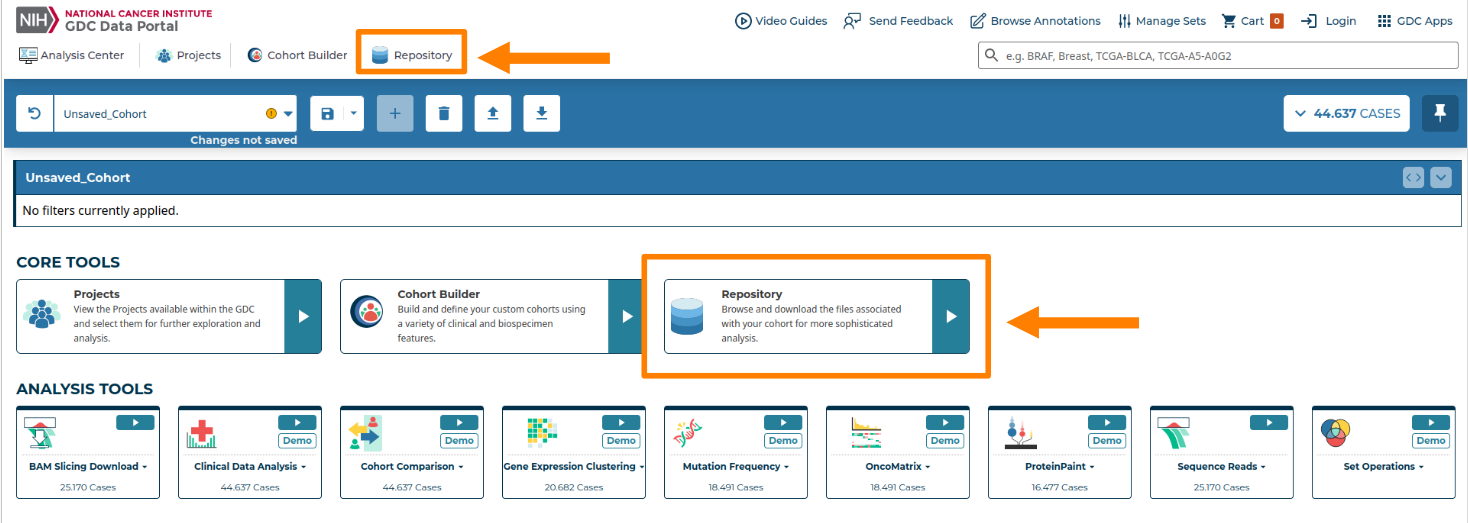 NIH NATIONAL CANCER INSTITUTE
GDC Data Portal
Video Guides Send Feedback Browse Annotations Manage Sets Cart 0 Login GDC Apps
Analysis Center Projects Cohort Builder Repository
e.g. BRAF, Breast, TCGA-BLCA, TCGA-A5-A0G2
Unsaved_Cohort
44.637 CASES
Changes not saved
Unsaved_Cohort
No filters currently applied.
CORE TOOLS
Projects
View the Projects available within the GDC
and select them for further exploration and
analysis.
Cohort Builder
Build and define your custom cohorts using
a variety of clinical and biospecimen
features.
Repository
Browse and download the files associated
with your cohort for more sophisticated
analysis.
ANALYSIS TOOLS
BAM Slicing Download
25.170 Cases
Demo
Clinical Data Analysis
44.637 Cases
Demo
Cohort Comparison
44.637 Cases
Demo
Gene Expression Clustering
20.682 Cases
Demo
Mutation Frequency
18.491 Cases
Demo
OncoMatrix
18.491 Cases
Demo
ProteinPaint
16.477 Cases
Sequence Reads
25.170 Cases
Demo
Set Operations